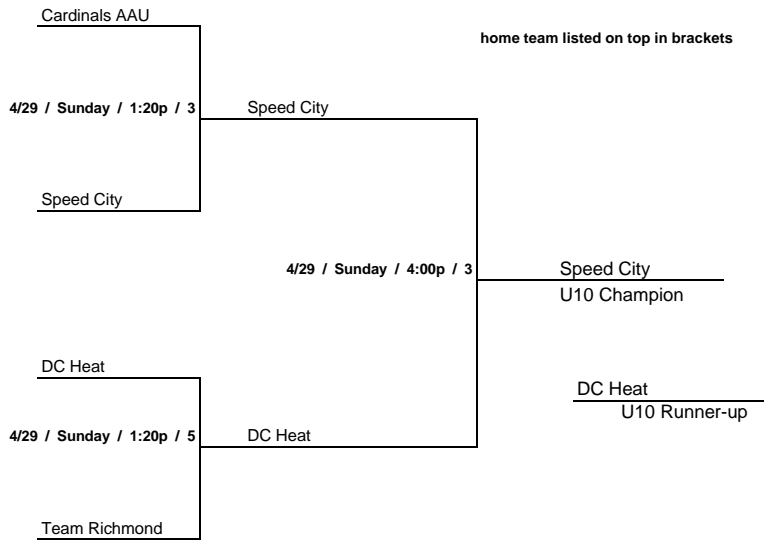 Cardinals AAU
home team listed on top in brackets
4/29 / Sunday / 1:20p / 3
Speed City
Speed City
4/29 / Sunday / 4:00p / 3
Speed City
U10 Champion
DC Heat
DC Heat
U10 Runner-up
4/29 / Sunday / 1:20p / 5
DC Heat
Team Richmond